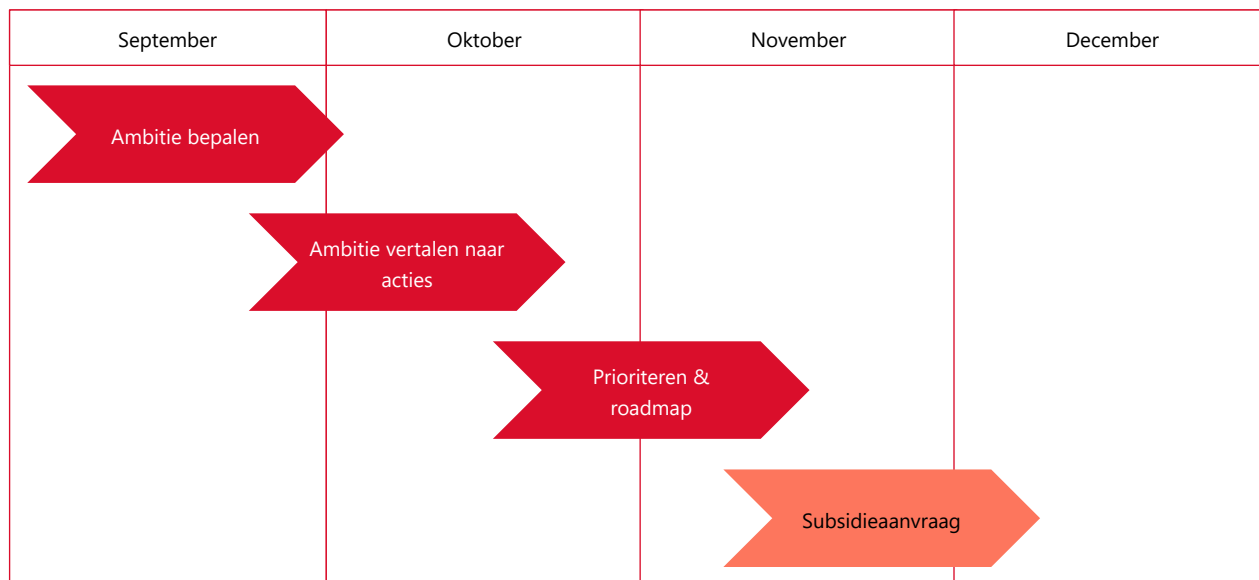 September
Oktober
November
December
Ambitie bepalen
Ambitie vertalen naar
acties
Prioriteren &
roadmap
Subsidieaanvraag